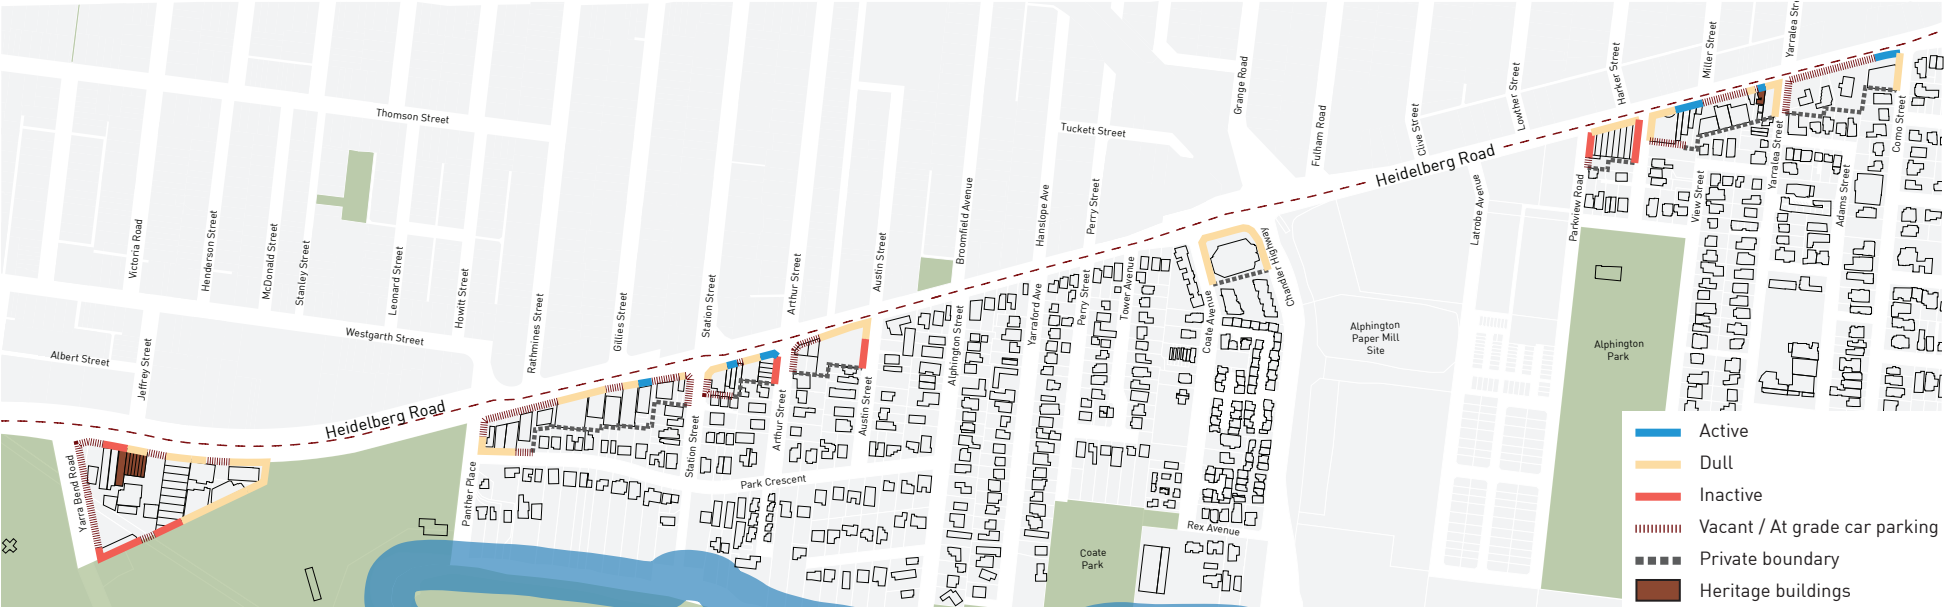 Thomson Street
Tuckett Street
Grange Road
Fulham Road
Clive Street
Lowther Street
Harker Street
Miller Street
Yarralea Stre
Heidelberg Road
Victoria Road
Henderson Street
McDonald Street
Stanley Street
Leonard Street
Howitt Street
Rathmines Street
Gillies Street
Station Street
Arthur Street
Austin Street
Broomfield Avenue
Hanslope Ave
Perry Street
Latrobe Avenue
Parkview Road
View Street
Yarralea Street
Adams Street
Como Street
Albert Street
Westgarth Street
Jeffrey Street
Heidelberg Road
Yarra Bend Road
Panther Place
Station Street
Arthur Street
Austin Street
Park Crescent
Alphington Street
Yarraford Ave
Perry Street
Tower Avenue
Coate Avenue
Chandler Highway
Rex Avenue
Coate
Park
Alphington
Paper Mill
Site
Alphington
Park
Active
Dull
Inactive
Vacant / At grade car parking
Private boundary
Heritage buildings